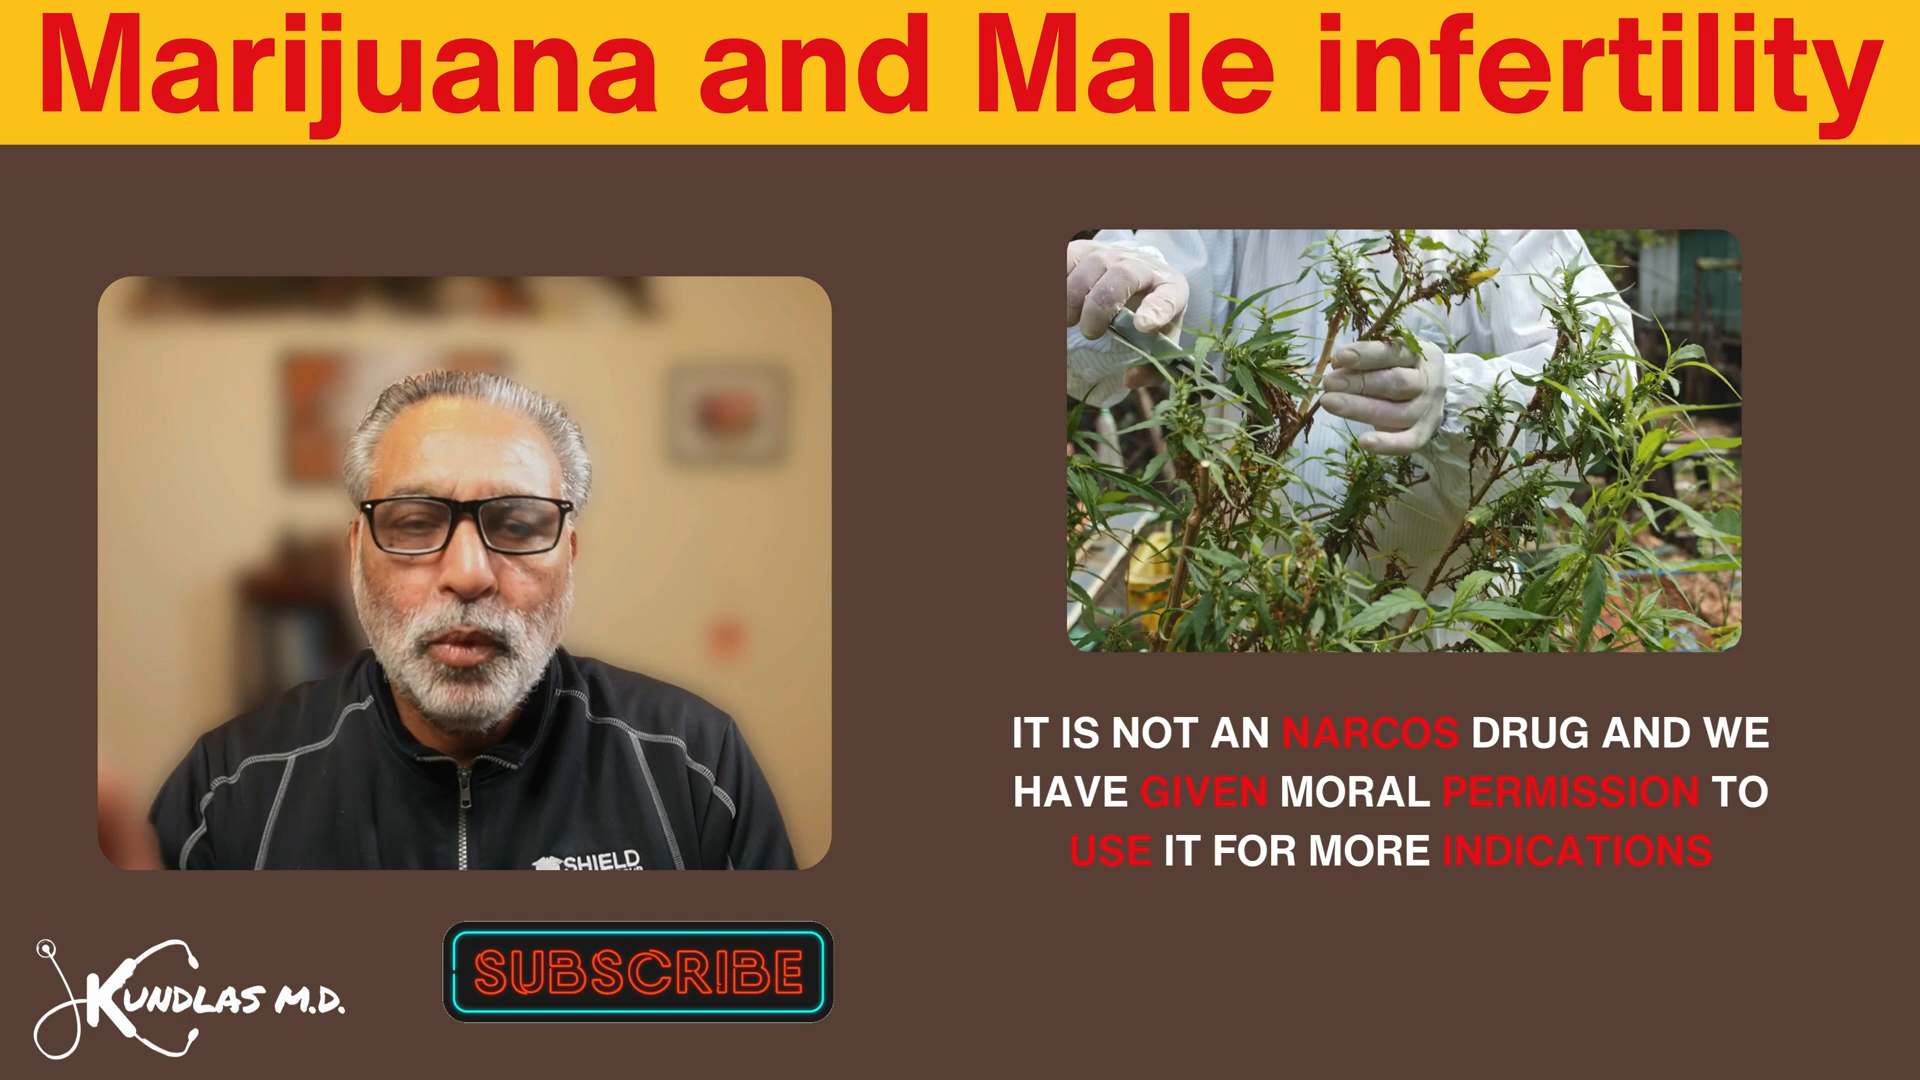 Marijuana and Male infertility
IT IS NOT AN NARCOS DRUG AND WE
HAVE GIVEN MORAL PERMISSION TO
USE IT FOR MORE INDICATIONS
SHIELD
KUNDLAS M.D.
SUBSCRIBE